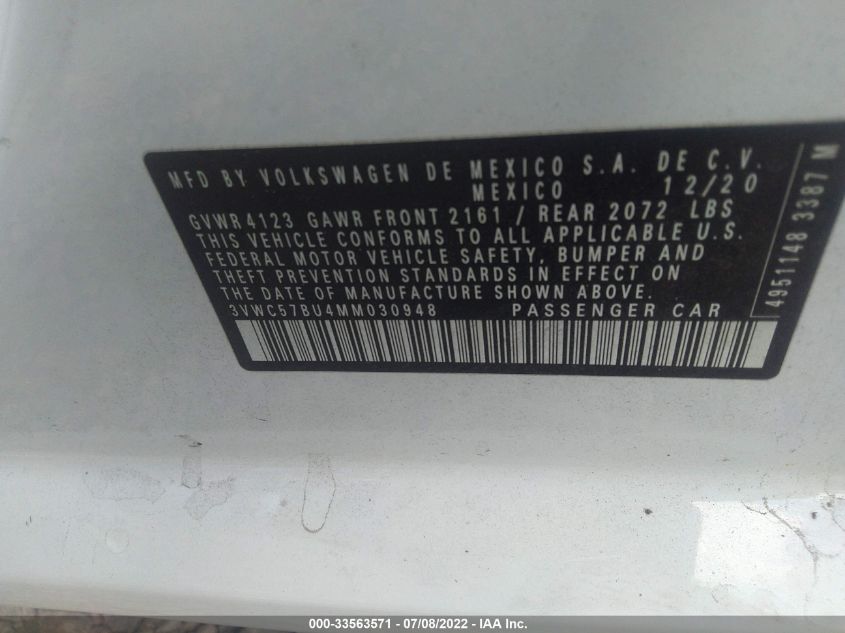 MFD BY VOLKSWAGEN DE MEXICO S.A. DE C.V.
MEXICO 12/20
GVWR 4123 GAWR FRONT 2161 / REAR 2072 LBS
THIS VEHICLE CONFORMS TO ALL APPLICABLE U.S.
FEDERAL MOTOR VEHICLE SAFETY, BUMPER AND
THEFT PREVENTION STANDARDS IN EFFECT ON
THE DATE OF MANUFACTURE SHOWN ABOVE.
3VWC57BU4MM030948 PASSENGER CAR
4951148 3387 M
000-33563571 - 07/08/2022 - IAA Inc.